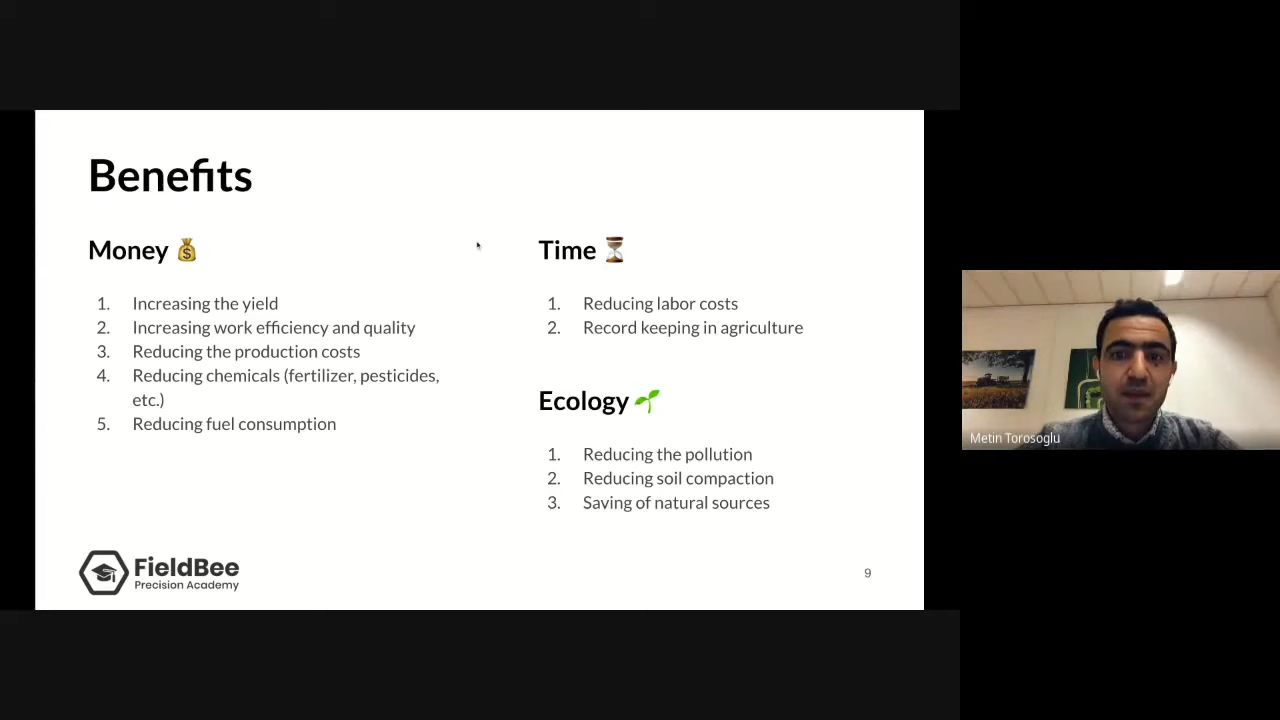 Benefits
Money 💰
1. Increasing the yield
2. Increasing work efficiency and quality
3. Reducing the production costs
4. Reducing chemicals (fertilizer, pesticides,
etc.)
5. Reducing fuel consumption
Time ⏳
1. Reducing labor costs
2. Record keeping in agriculture
Ecology 🌱
1. Reducing the pollution
2. Reducing soil compaction
3. Saving of natural sources
FieldBee
Precision Academy
9
Metin Torosoglu